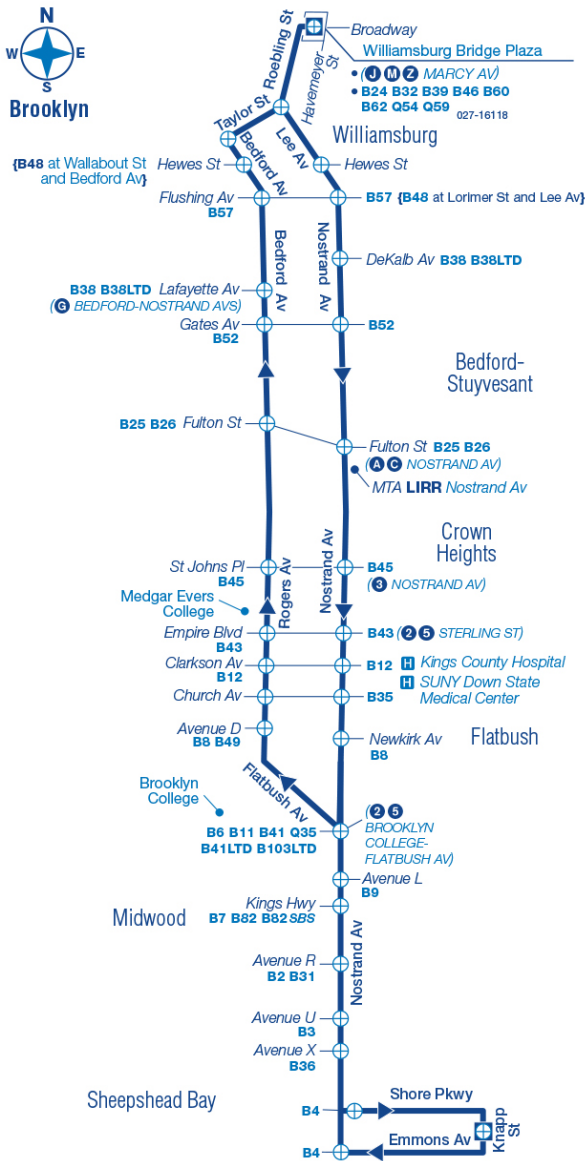 N
W E
S
Brooklyn
Roebling St
Havemeyer St
Broadway
Williamsburg Bridge Plaza
(J M Z MARCY AV)
B24 B32 B39 B46 B60
B62 Q54 Q59
027-16118
Taylor St
Williamsburg
Lee Av
Bedford Av
{B48 at Wallabout St
and Bedford Av}
Hewes St
Hewes St
Flushing Av
B57
B57 {B48 at Lorimer St and Lee Av}
Bedford Av
Nostrand Av
DeKalb Av B38 B38LTD
B38 B38LTD Lafayette Av
(G BEDFORD-NOSTRAND AVS)
Gates Av
B52
B52
Bedford-
Stuyvesant
B25 B26 Fulton St
Fulton St B25 B26
(A C NOSTRAND AV)
MTA LIRR Nostrand Av
Crown
Heights
Rogers Av
Nostrand Av
St Johns Pl
B45
B45
(3 NOSTRAND AV)
Medgar Evers
College
Empire Blvd
B43
B43 (2 5 STERLING ST)
Clarkson Av
B12
B12
H Kings County Hospital
H SUNY Down State
Medical Center
Church Av
B35
Avenue D
B8 B49
Newkirk Av
B8
Flatbush
Flatbush Av
Brooklyn
College
B6 B11 B41 Q35
B41LTD B103LTD
(2 5
BROOKLYN
COLLEGE-
FLATBUSH AV)
Avenue L
B9
Midwood
Kings Hwy
B7 B82 B82SBS
Nostrand Av
Avenue R
B2 B31
Avenue U
B3
Avenue X
B36
Sheepshead Bay
B4
Shore Pkwy
Knapp St
B4
Emmons Av